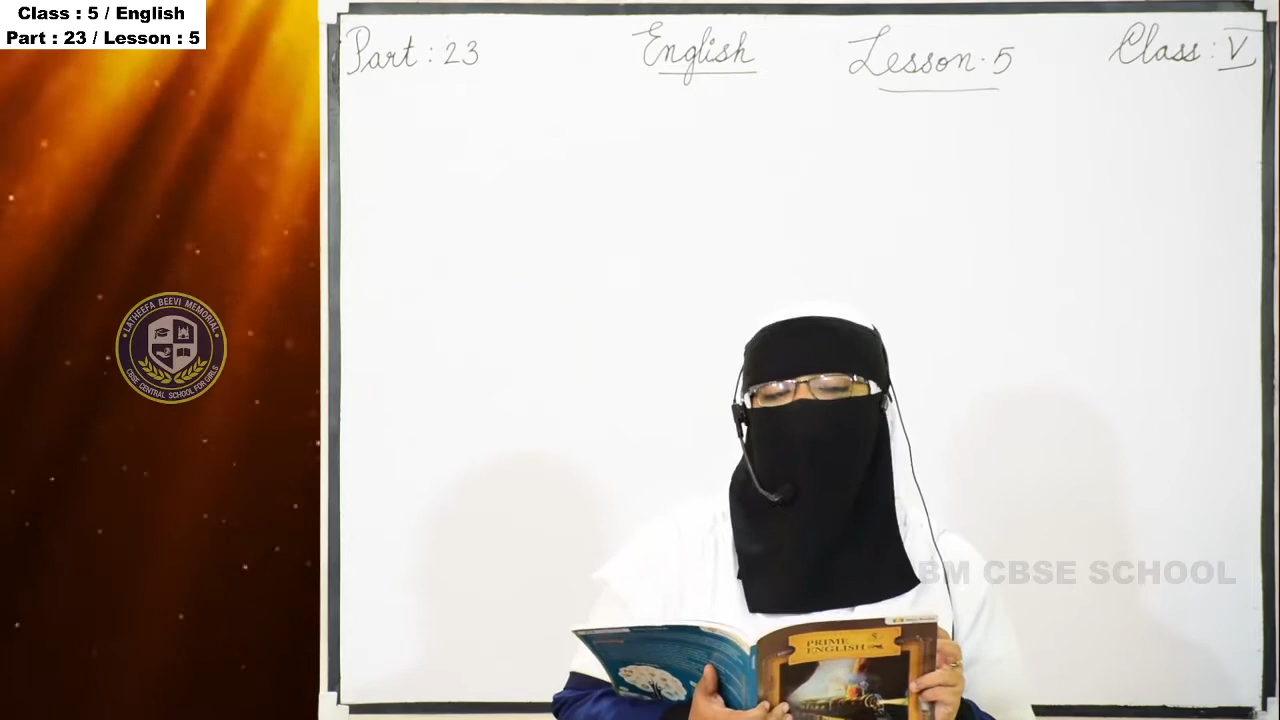 Class : 5 / English
Part : 23 / Lesson : 5
Part : 23
English
Lesson. 5
Class : V
LATHEEFA BEEVI MEMORIAL
CBSE CENTRAL SCHOOL FOR GIRLS
BM CBSE SCHOOL
PRIME 5
ENGLISH